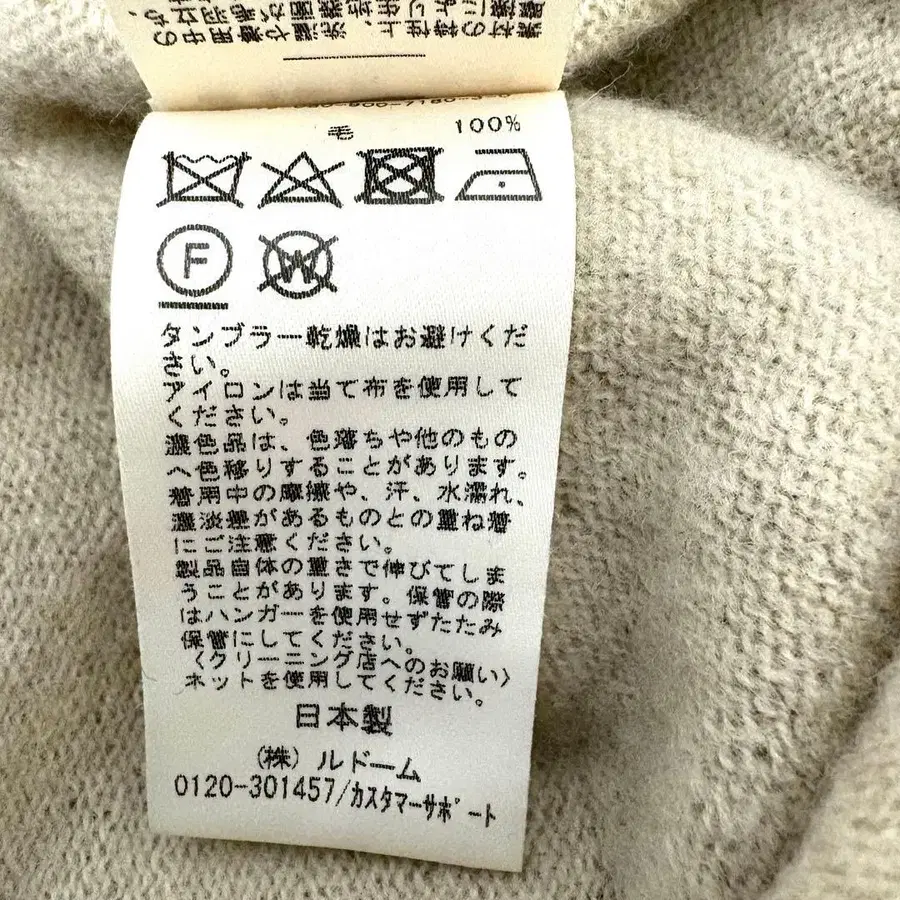 毛 100%
F
W
タンブラー乾燥はお避けくだ
さい。
アイロンは当て布を使用して
ください。
濃色品は、色落ちや他のもの
へ色移りすることがあります。
着用中の摩擦や、汗、水濡れ、
濃淡差があるものとの重ね着
にご注意ください。
製品自体の重さで伸びてしま
うことがあります。保管の際
はハンガーを使用せずたたみ
保管にしてください。
〈クリーニング店へのお願い〉
ネットを使用してください。
日本製
(株)ルドーム
0120-301457/カスタマーサポート